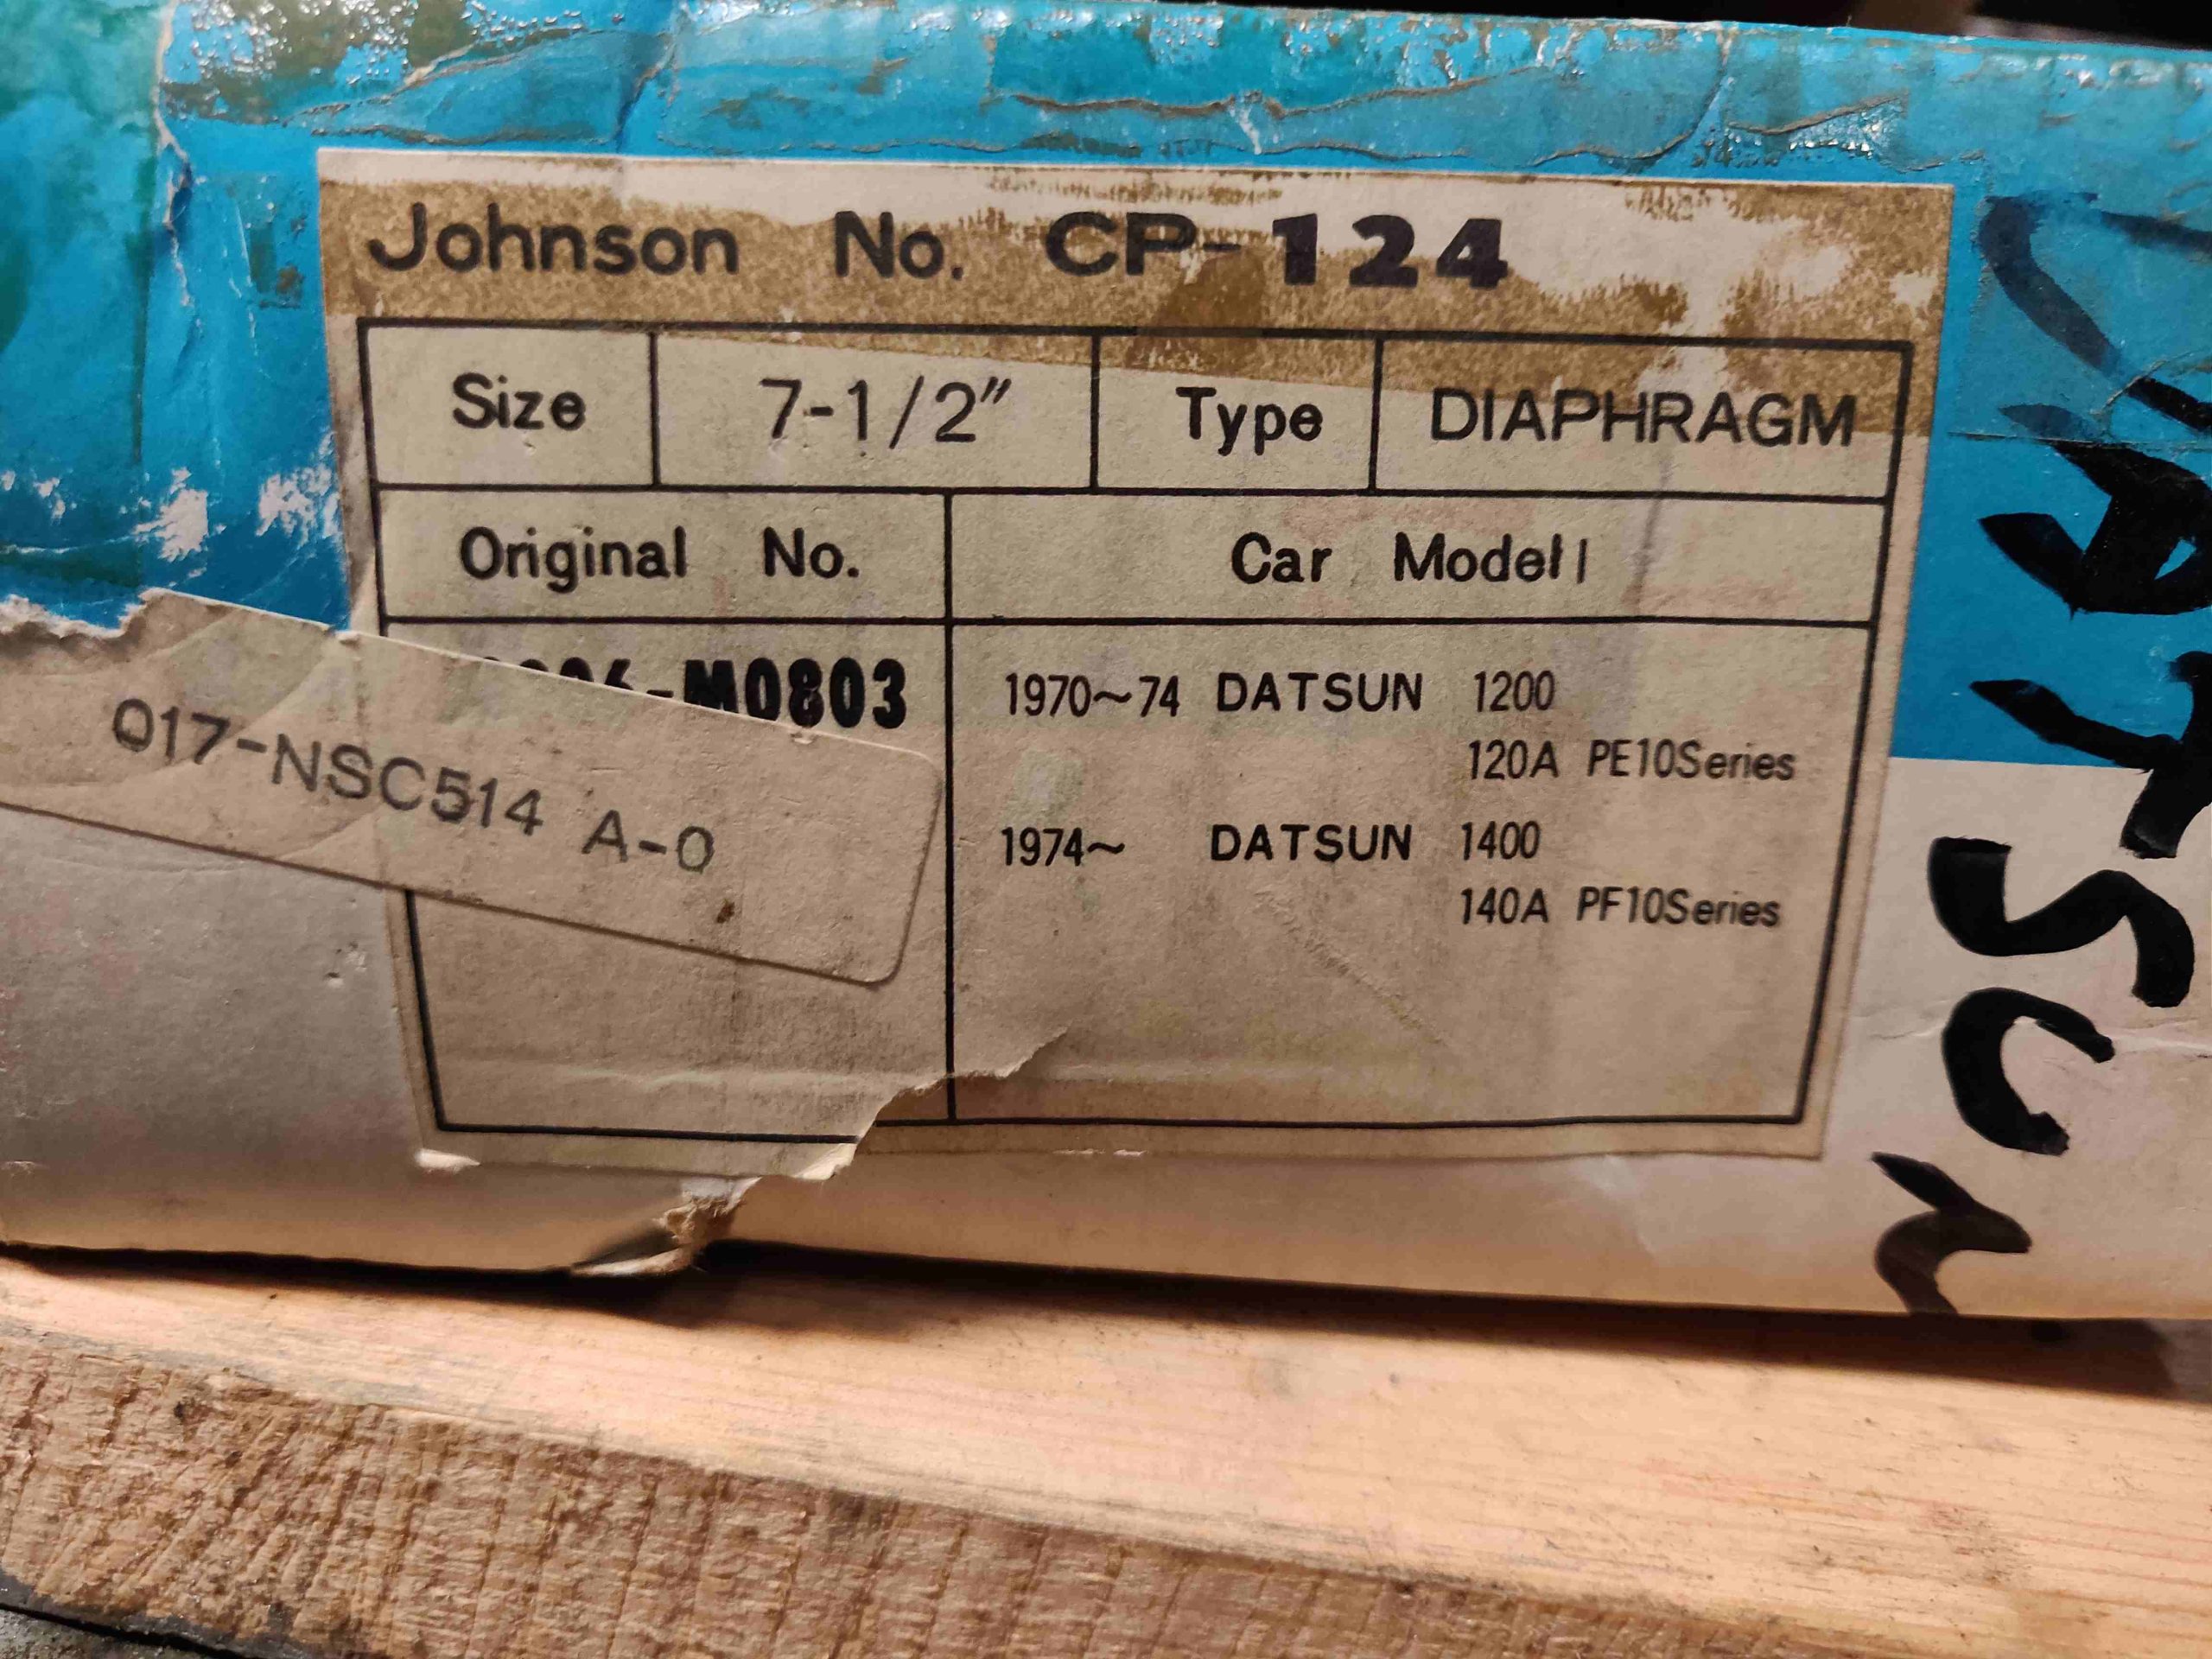 Johnson No. CP-124
Size 7-1/2" Type DIAPHRAGM
Original No. Car Model
-M0803 1970~74 DATSUN 1200
120A PE10Series
017-NSC514 A-0
1974~ DATSUN 1400
140A PF10Series